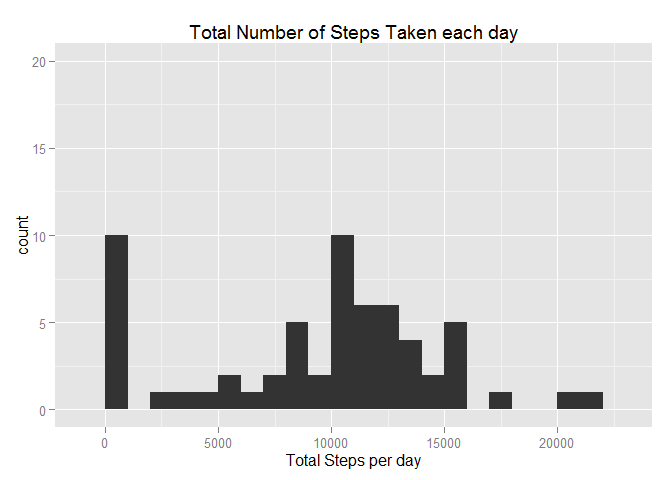 Total Number of Steps Taken each day
20
15
10
5
0
count
0 5000 10000 15000 20000
Total Steps per day